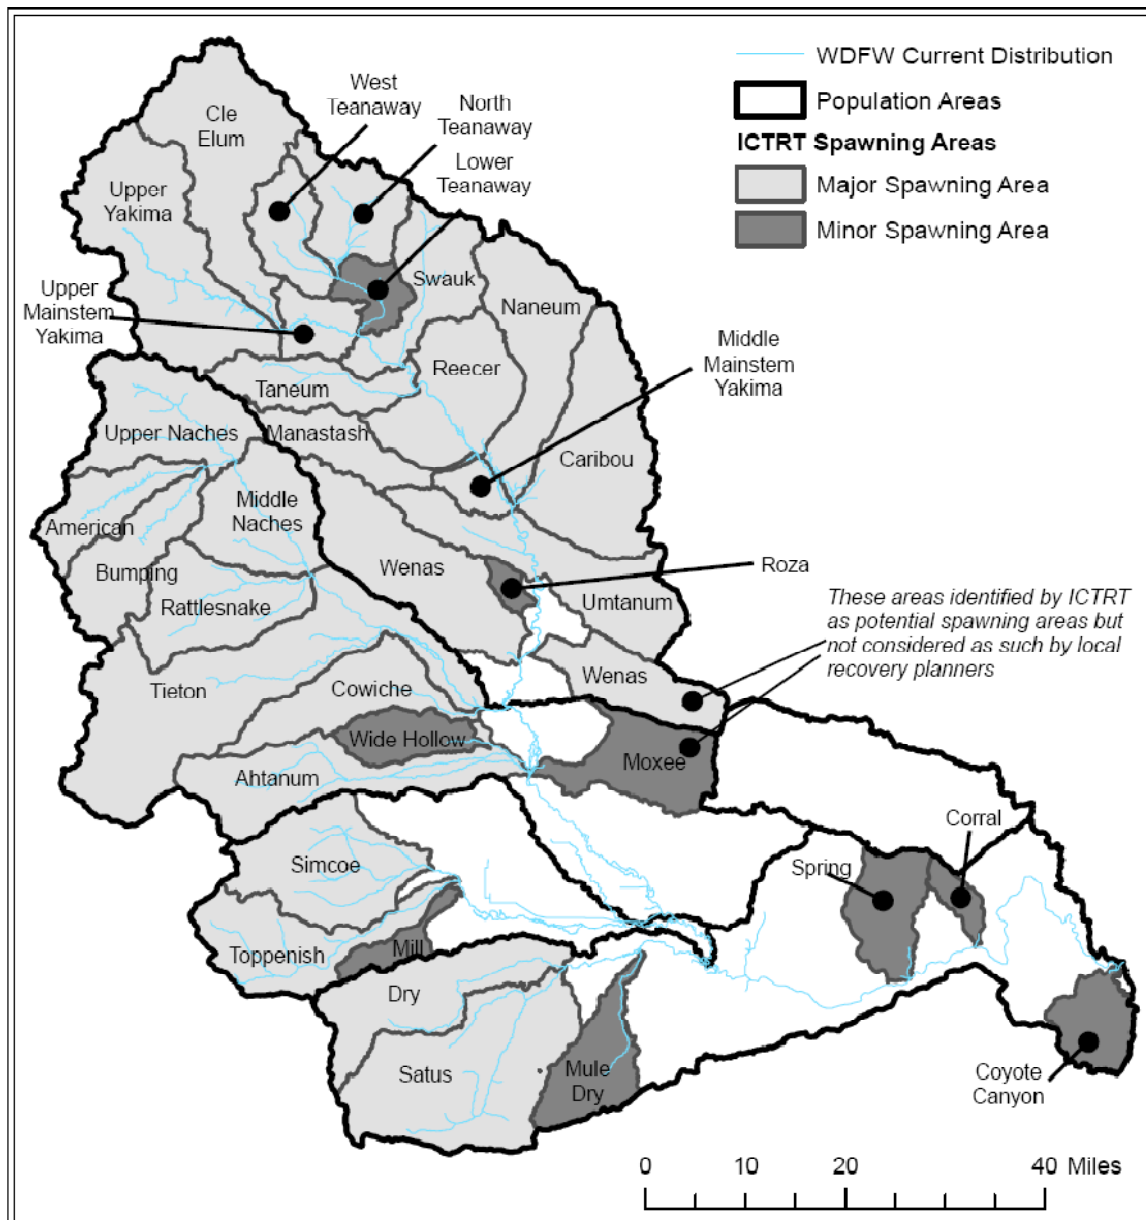 WDFW Current Distribution
Population Areas
ICTRT Spawning Areas
Major Spawning Area
Minor Spawning Area
West
Teanaway
North
Teanaway
Lower
Teanaway
Cle
Elum
Upper
Yakima
Swauk
Naneum
Upper
Mainstem
Yakima
Middle
Mainstem
Yakima
Reecer
Taneum
Manastash
Upper Naches
Caribou
Middle
Naches
American
Bumping
Rattlesnake
Wenas
Roza
Umtanum
These areas identified by ICTRT
as potential spawning areas but
not considered as such by local
recovery planners
Wenas
Tieton
Cowiche
Wide Hollow
Moxee
Ahtanum
Corral
Spring
Simcoe
Toppenish
Mill
Dry
Satus
Mule
Dry
Coyote
Canyon
0 10 20 40 Miles